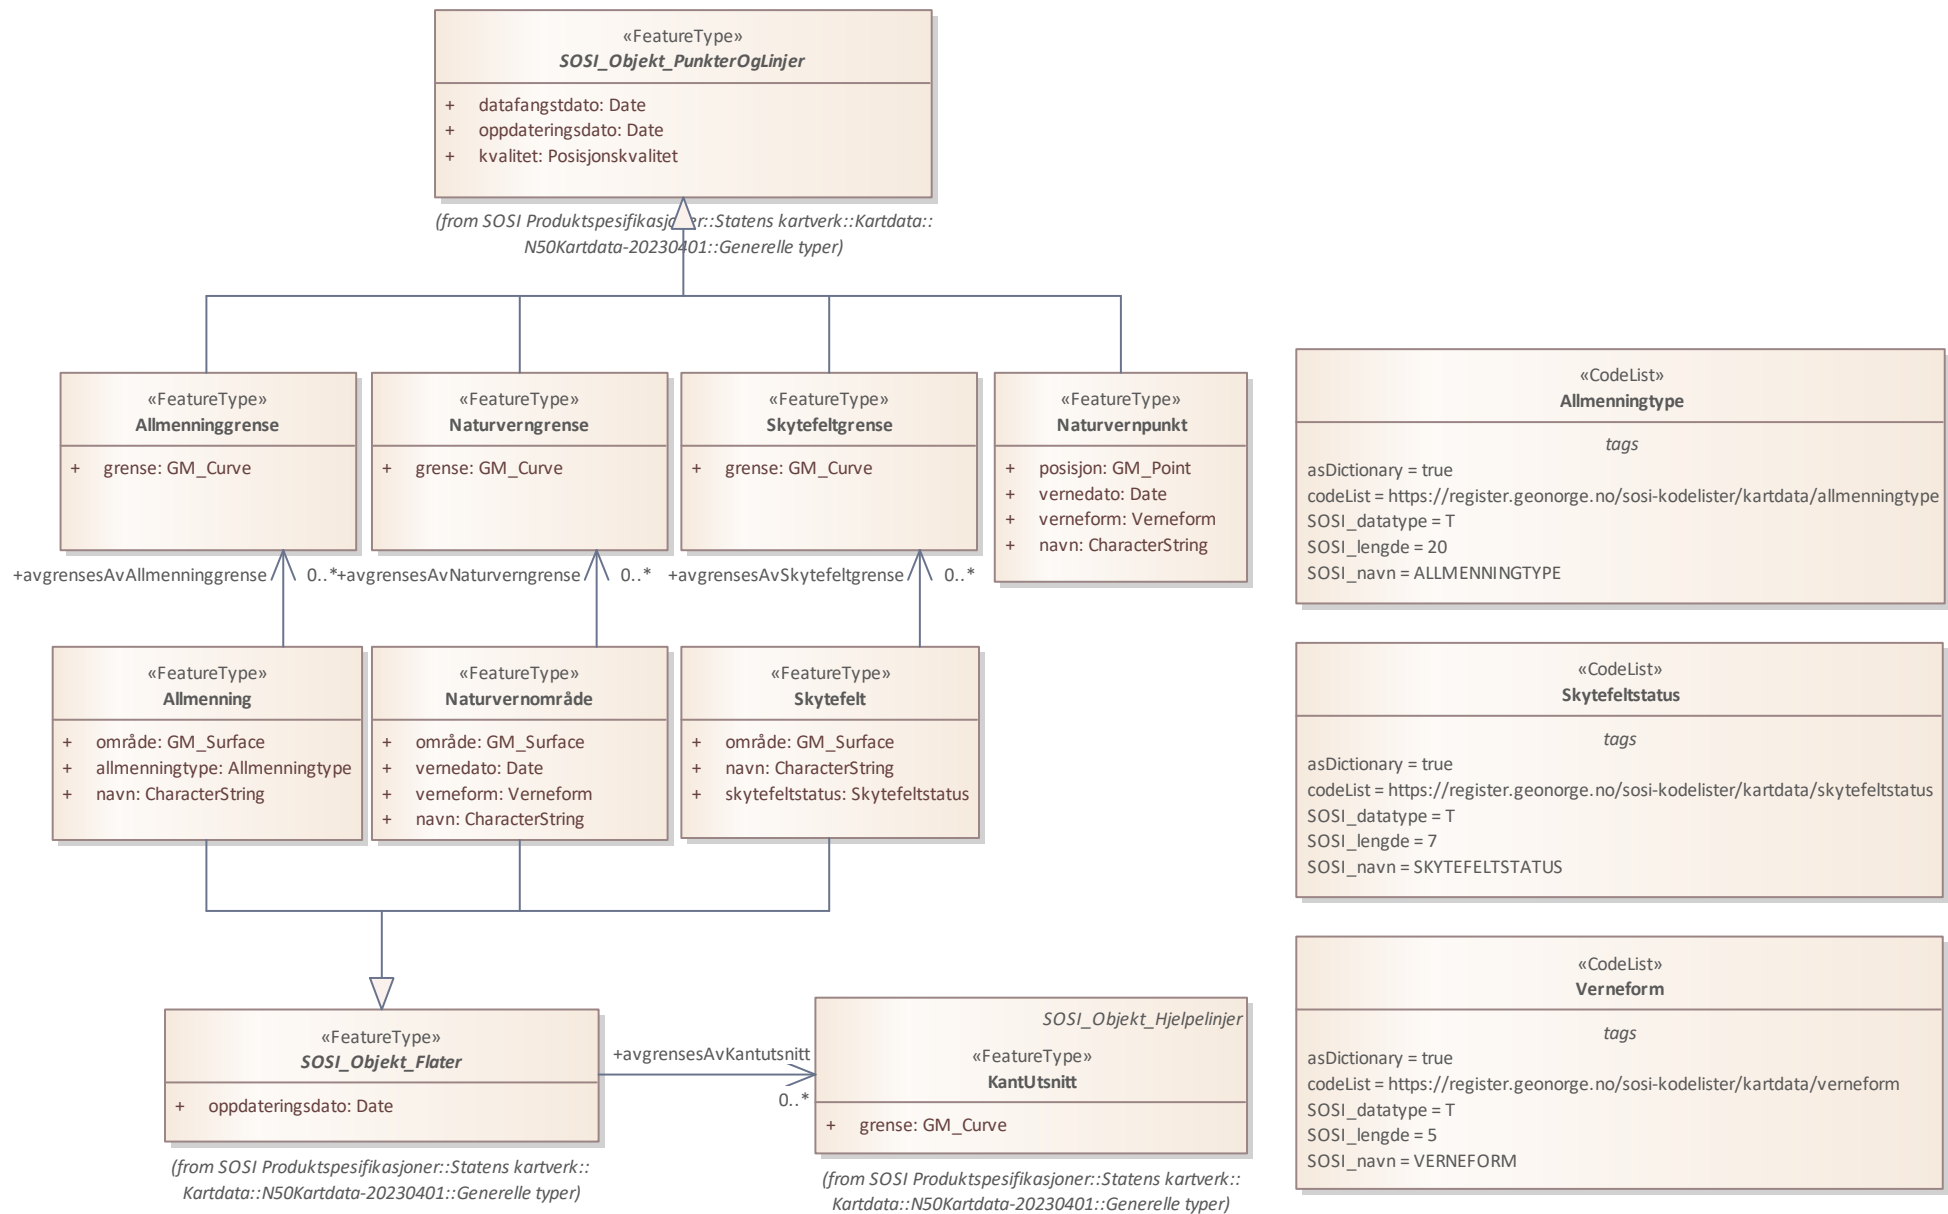 «FeatureType»
SOSI_Objekt_PunkterOgLinjer
+ datafangstdato: Date
+ oppdateringsdato: Date
+ kvalitet: Posisjonskvalitet
(from SOSI Produktspesifikasjoner::Statens kartverk::Kartdata::
N50Kartdata-20230401::Generelle typer)
«FeatureType»
Allmenninggrense
+ grense: GM_Curve
«FeatureType»
Naturverngrense
+ grense: GM_Curve
«FeatureType»
Skytefeltgrense
+ grense: GM_Curve
«FeatureType»
Naturvernpunkt
+ posisjon: GM_Point
+ vernedato: Date
+ verneform: Verneform
+ navn: CharacterString
+avgrensesAvAllmenninggrense 0..*
+avgrensesAvNaturverngrense 0..*
+avgrensesAvSkytefeltgrense 0..*
«FeatureType»
Allmenning
+ område: GM_Surface
+ allmenningtype: Allmenningtype
+ navn: CharacterString
«FeatureType»
Naturvernområde
+ område: GM_Surface
+ vernedato: Date
+ verneform: Verneform
+ navn: CharacterString
«FeatureType»
Skytefelt
+ område: GM_Surface
+ navn: CharacterString
+ skytefeltstatus: Skytefeltstatus
«FeatureType»
SOSI_Objekt_Flater
+ oppdateringsdato: Date
(from SOSI Produktspesifikasjoner::Statens kartverk::
Kartdata::N50Kartdata-20230401::Generelle typer)
+avgrensesAvKantutsnitt
0..*
SOSI_Objekt_Hjelpelinjer
«FeatureType»
KantUtsnitt
+ grense: GM_Curve
(from SOSI Produktspesifikasjoner::Statens kartverk::
Kartdata::N50Kartdata-20230401::Generelle typer)
«CodeList»
Allmenningtype
tags
asDictionary = true
codeList = https://register.geonorge.no/sosi-kodelister/kartdata/allmenningtype
SOSI_datatype = T
SOSI_lengde = 20
SOSI_navn = ALLMENNINGTYPE
«CodeList»
Skytefeltstatus
tags
asDictionary = true
codeList = https://register.geonorge.no/sosi-kodelister/kartdata/skytefeltstatus
SOSI_datatype = T
SOSI_lengde = 7
SOSI_navn = SKYTEFELTSTATUS
«CodeList»
Verneform
tags
asDictionary = true
codeList = https://register.geonorge.no/sosi-kodelister/kartdata/verneform
SOSI_datatype = T
SOSI_lengde = 5
SOSI_navn = VERNEFORM